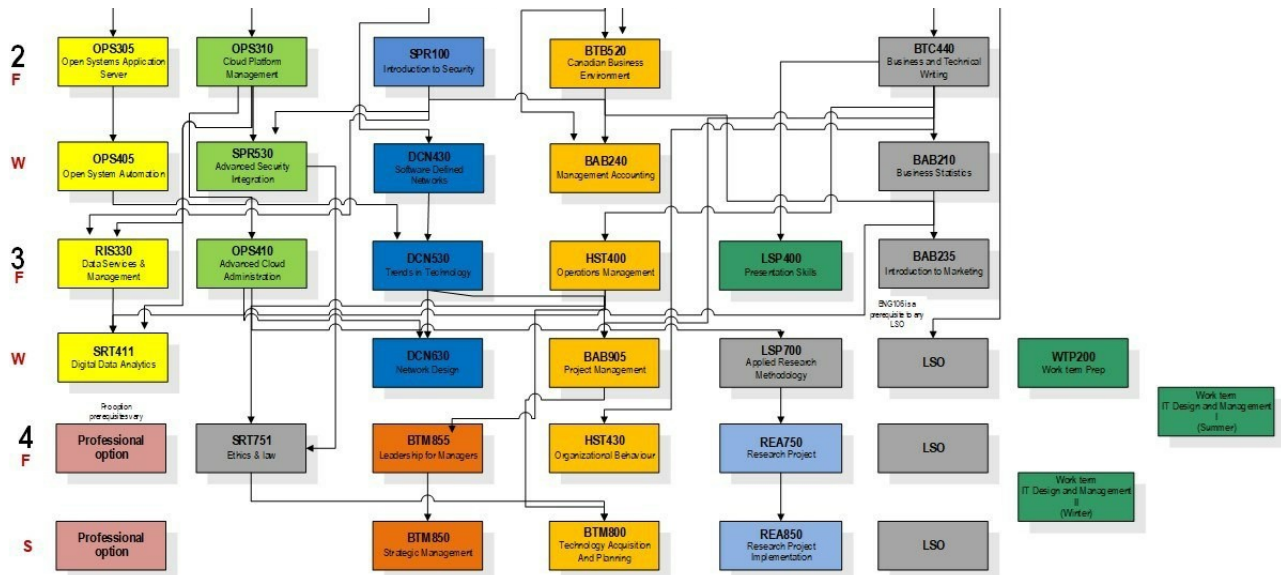 2
F
OPS305
Open Systems Application
Server
OPS310
Cloud Platform
Management
SPR100
Introduction to Security
BTB520
Canadian Business
Environment
BTC440
Business and Technical
Writing
W
OPS405
Open System Automation
SPR530
Advanced Security
Integration
DCN430
Software Defined
Networks
BAB240
Management Accounting
BAB210
Business Statistics
3
F
RIS330
Data Services &
Management
OPS410
Advanced Cloud
Administration
DCN530
Trends in Technology
HST400
Operations Management
LSP400
Presentation Skills
BAB235
Introduction to Marketing
ENG106 is a
prerequisite to any
LSO
W
SRT411
Digital Data Analytics
DCN630
Network Design
BAB905
Project Management
LSP700
Applied Research
Methodology
LSO
WTP200
Work term Prep
Pro option
prerequisites vary
Work term
IT Design and Management
I
(Summer)
4
F
Professional
option
SRT751
Ethics & law
BTM855
Leadership for Managers
HST430
Organizational Behaviour
REA750
Research Project
LSO
Work term
IT Design and Management
II
(Winter)
S
Professional
option
BTM850
Strategic Management
BTM800
Technology Acquisition
And Planning
REA850
Research Project
Implementation
LSO